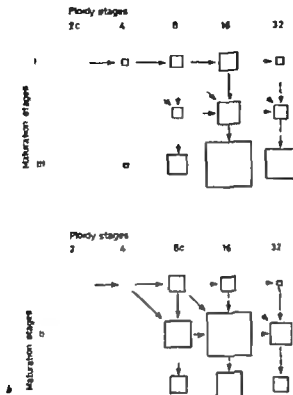 Ploidy stages
2c 4 8 16 32
I
Maturation stages
III
Ploidy stages
2 4 8c 16 32
Maturation stages
b